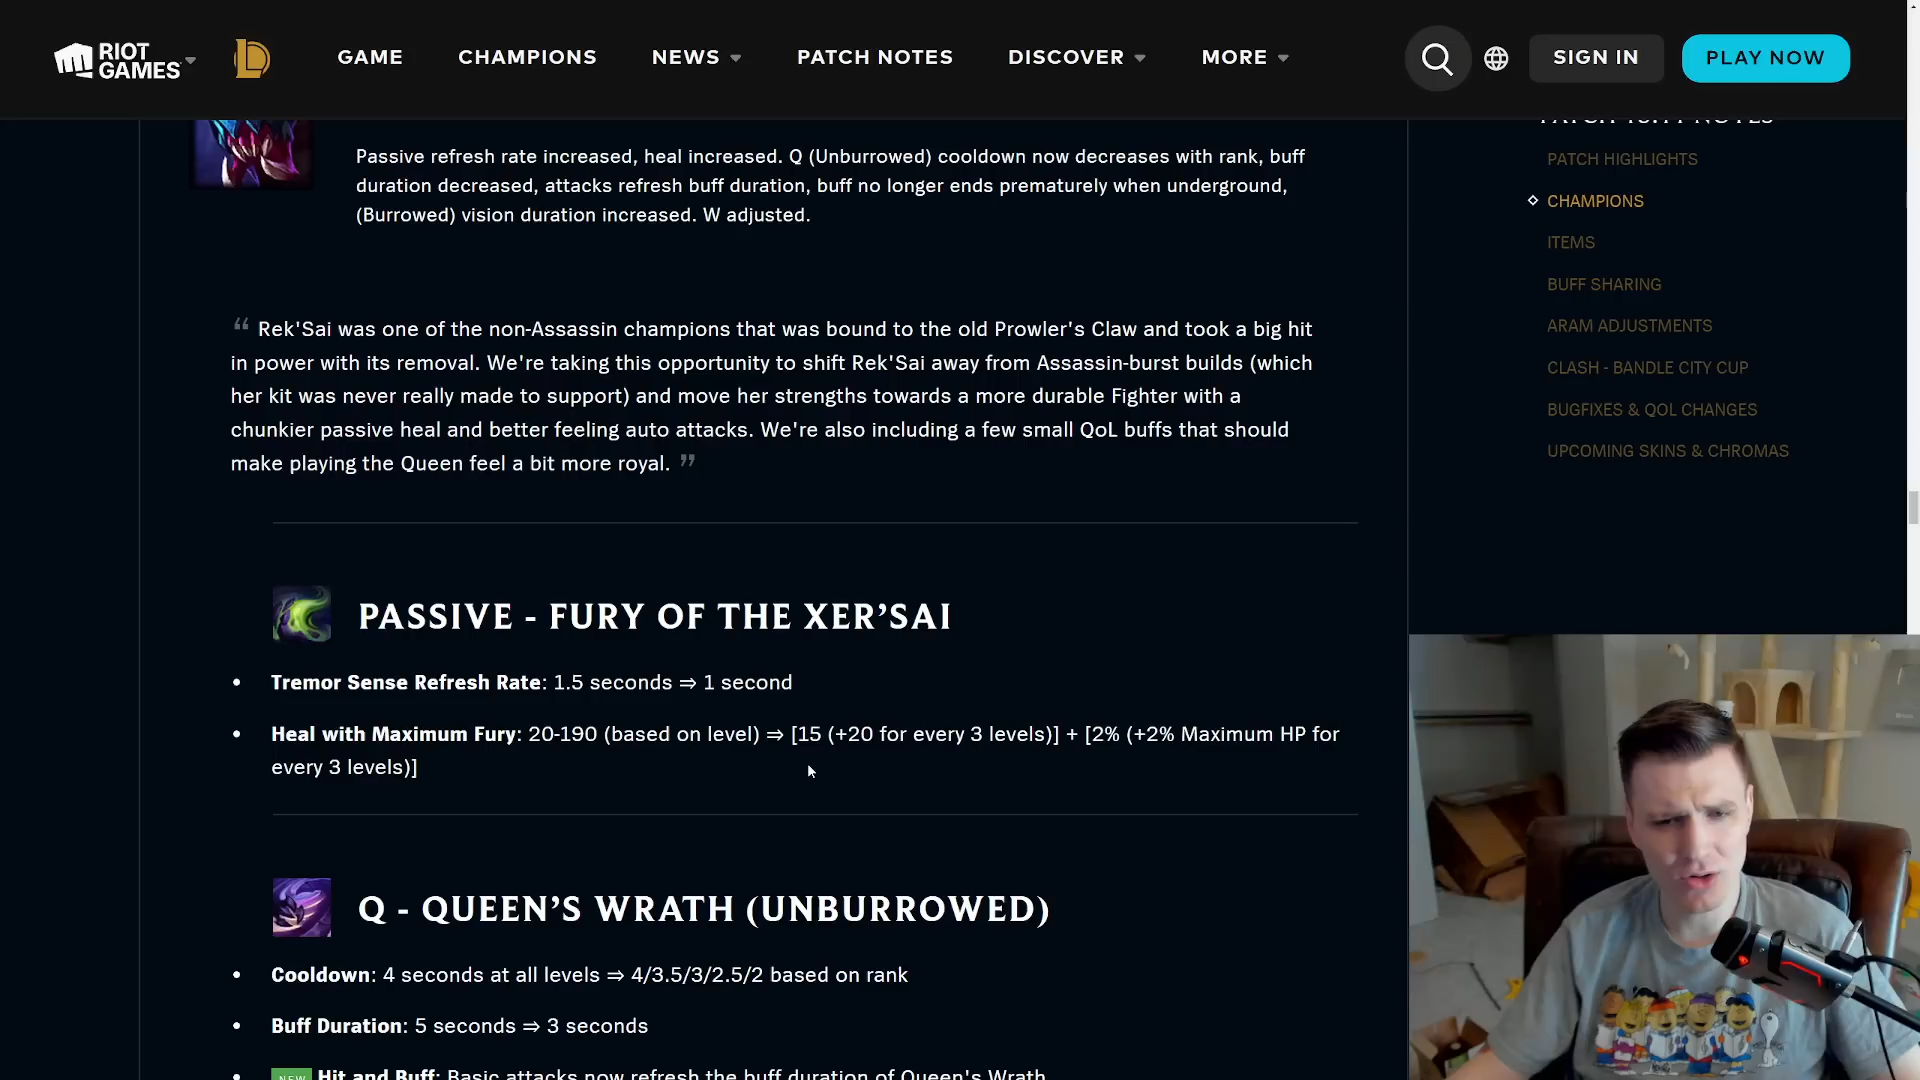 RIOT GAMES
GAME
CHAMPIONS
NEWS
PATCH NOTES
DISCOVER
MORE
SIGN IN
PLAY NOW
Passive refresh rate increased, heal increased. Q (Unburrowed) cooldown now decreases with rank, buff
duration decreased, attacks refresh buff duration, buff no longer ends prematurely when underground,
(Burrowed) vision duration increased. W adjusted.
“ Rek'Sai was one of the non-Assassin champions that was bound to the old Prowler's Claw and took a big hit
in power with its removal. We're taking this opportunity to shift Rek'Sai away from Assassin-burst builds (which
her kit was never really made to support) and move her strengths towards a more durable Fighter with a
chunkier passive heal and better feeling auto attacks. We're also including a few small QoL buffs that should
make playing the Queen feel a bit more royal. ”
PASSIVE - FURY OF THE XER'SAI
• Tremor Sense Refresh Rate: 1.5 seconds ⇒ 1 second
• Heal with Maximum Fury: 20-190 (based on level) ⇒ [15 (+20 for every 3 levels)] + [2% (+2% Maximum HP for
every 3 levels)]
Q - QUEEN'S WRATH (UNBURROWED)
• Cooldown: 4 seconds at all levels ⇒ 4/3.5/3/2.5/2 based on rank
• Buff Duration: 5 seconds ⇒ 3 seconds
• NEW Hit and Buff: Basic attacks now refresh the buff duration of Queen's Wrath
PATCH HIGHLIGHTS
CHAMPIONS
ITEMS
BUFF SHARING
ARAM ADJUSTMENTS
CLASH - BANDLE CITY CUP
BUGFIXES & QOL CHANGES
UPCOMING SKINS & CHROMAS